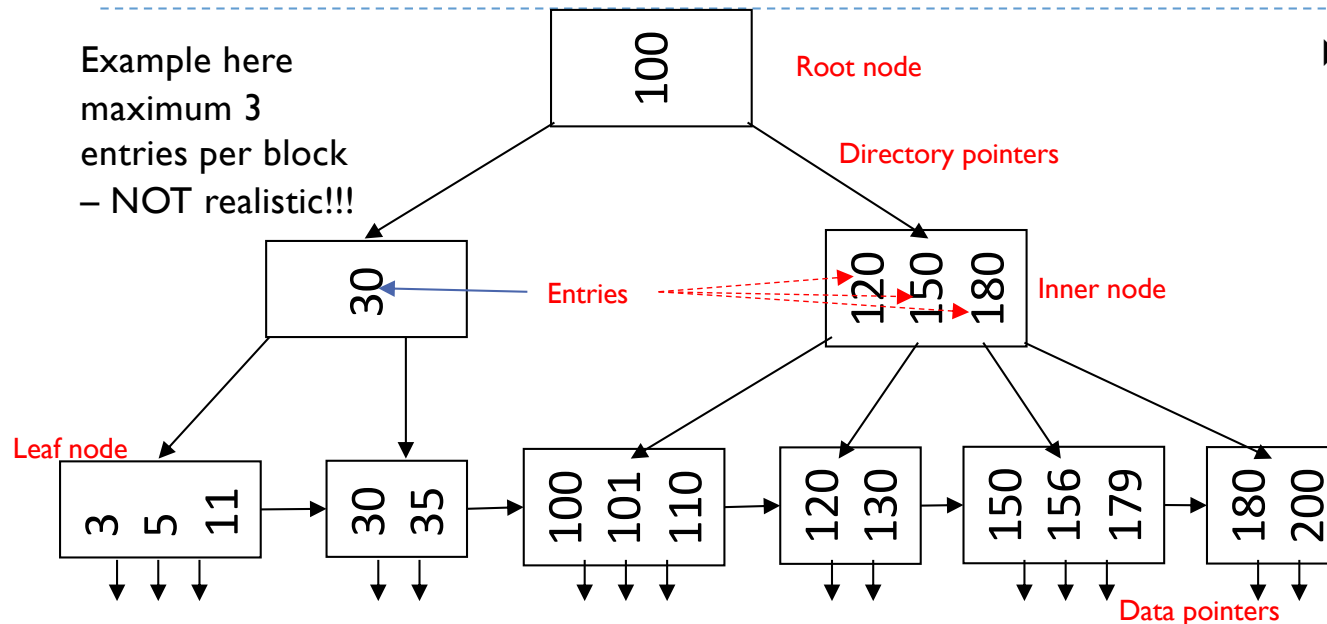 Example here
maximum 3
entries per block
– NOT realistic!!!
100
Root node
Directory pointers
30
Entries
120 150 180
Inner node
Leaf node
3 5 11
30 35
100 101 110
120 130
150 156 179
180 200
Data pointers